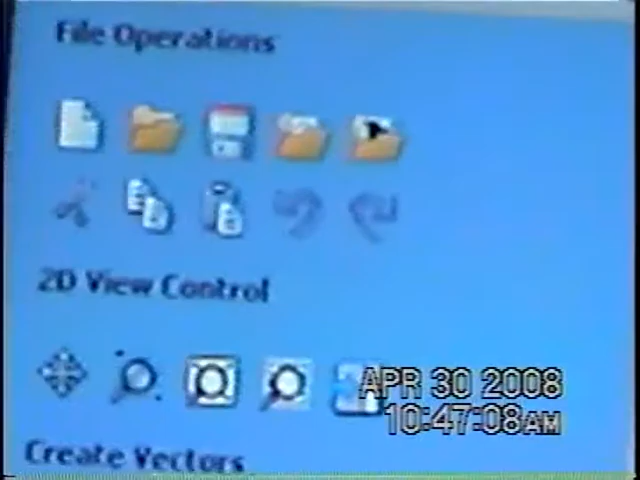 File Operations
2D View Control
APR 30 2008
10:47:08AM
Create Vectors